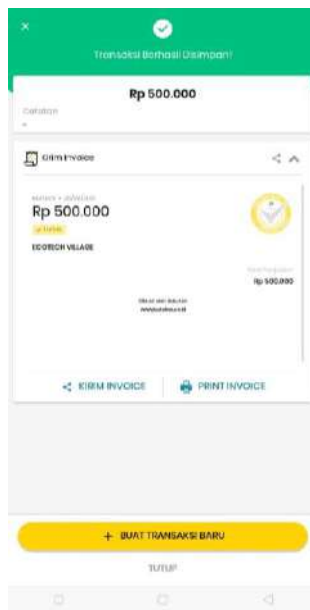 Transaksi Berhasil Disimpan!
Rp 500.000
Catatan
-
Kirim Invoice
Rp 500.000
ECOTECH VILLAGE
Rp 500.000
KIRIM INVOICE
PRINT INVOICE
+ BUAT TRANSAKSI BARU
TUTUP